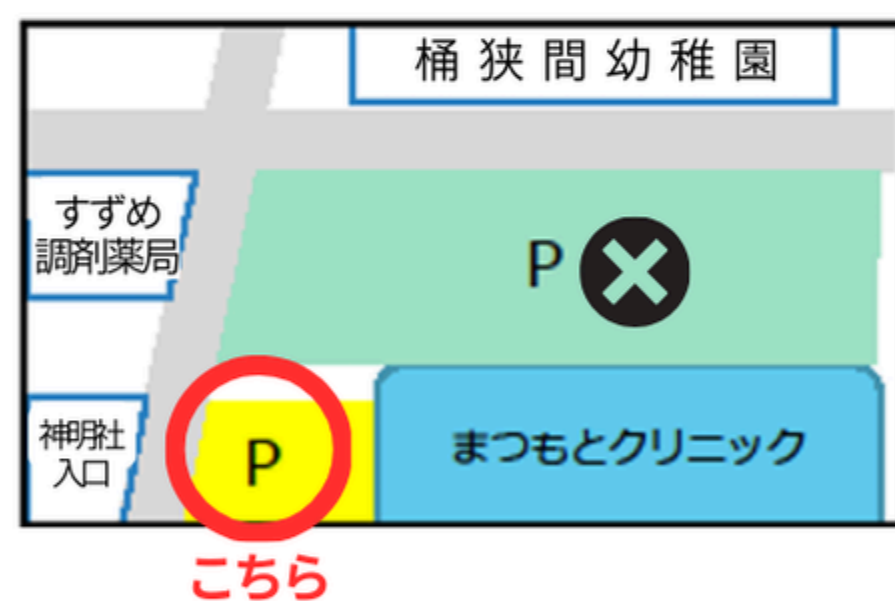 桶狭間幼稚園
すずめ
調剤薬局
P
神明社
入口
P
まつもとクリニック
こちら